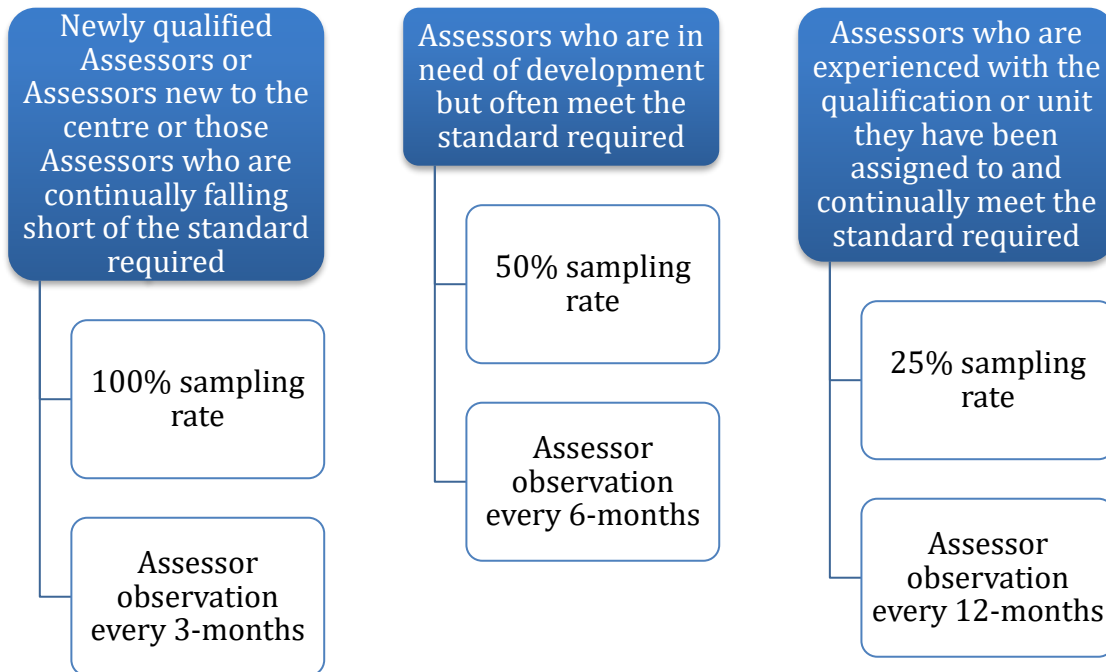 Newly qualified
Assessors or
Assessors new to the
centre or those
Assessors who are
continually falling
short of the standard
required
100% sampling
rate
Assessor
observation
every 3-months
Assessors who are in
need of development
but often meet the
standard required
50% sampling
rate
Assessor
observation
every 6-months
Assessors who are
experienced with the
qualification or unit
they have been
assigned to and
continually meet the
standard required
25% sampling
rate
Assessor
observation
every 12-months